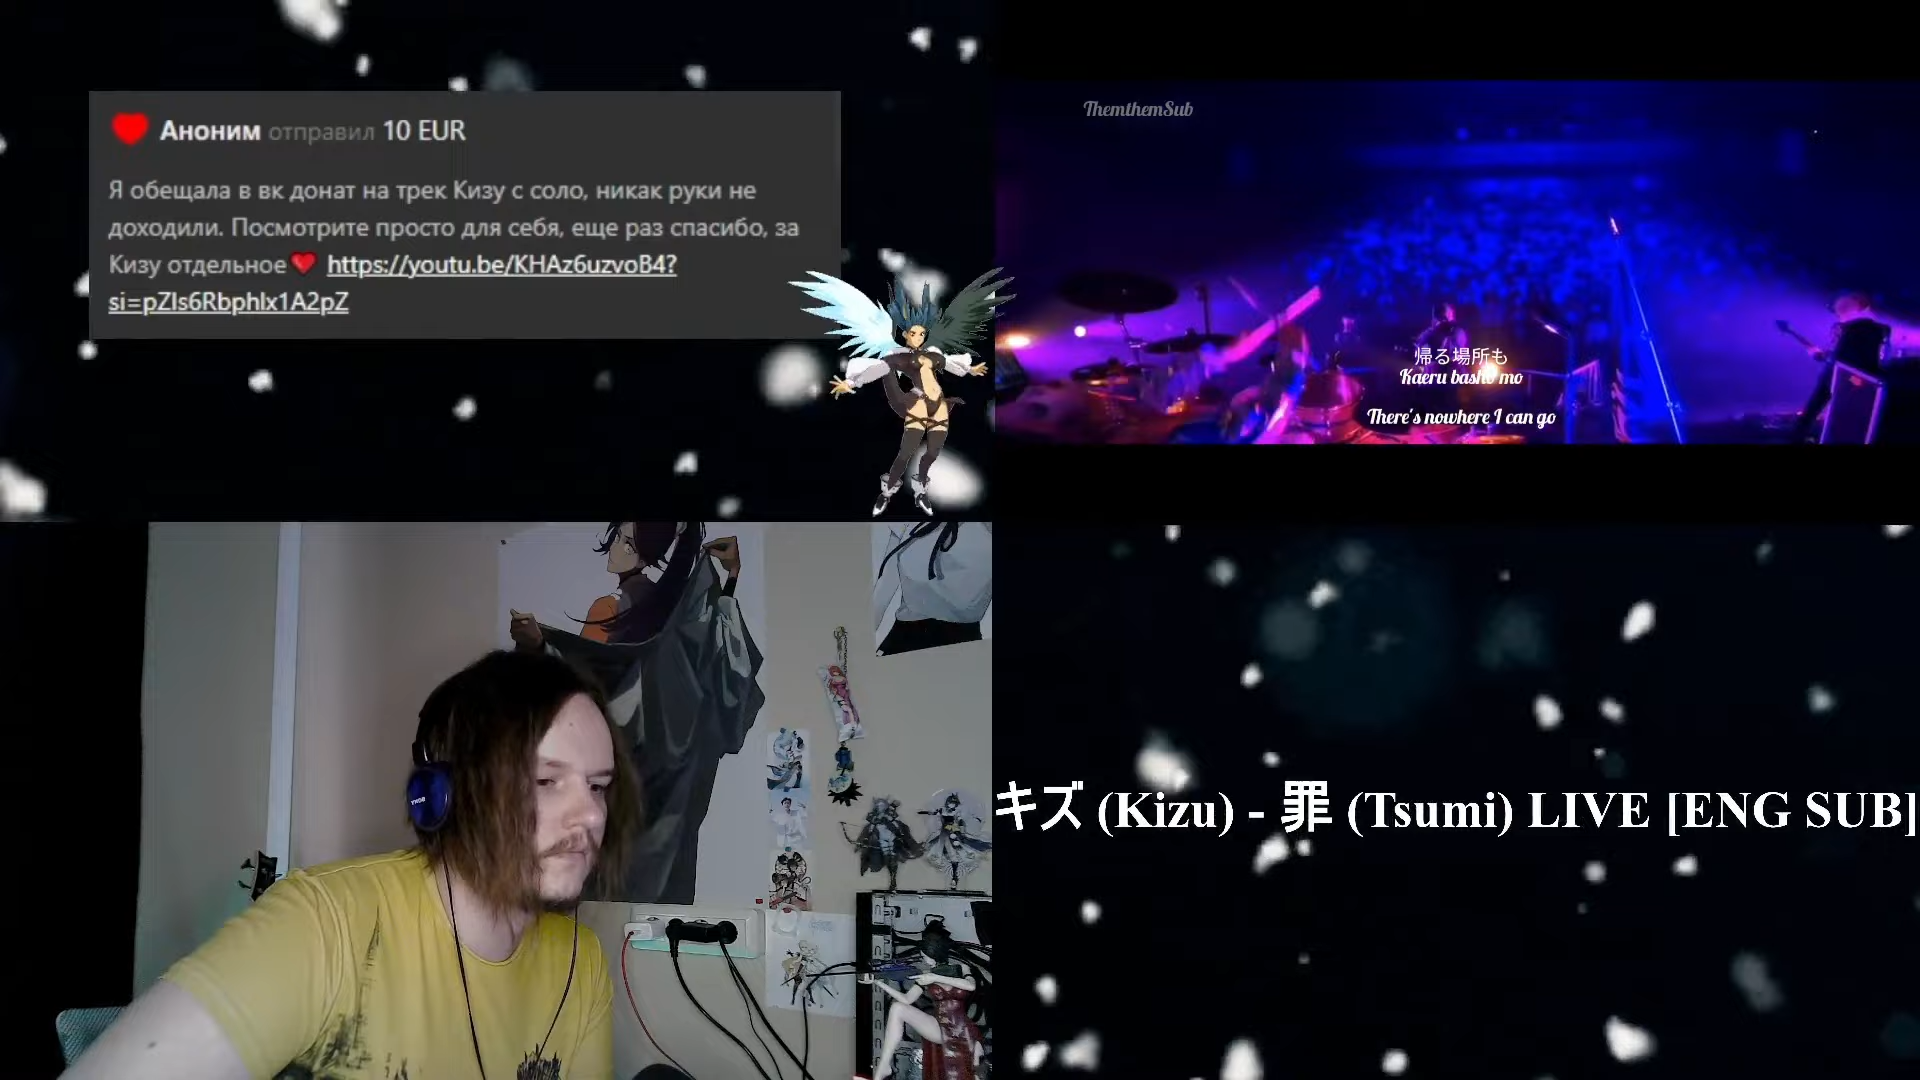 Аноним отправил 10 EUR
Я обещала в вк донат на трек Кизу с соло, никак руки не
доходили. Посмотрите просто для себя, еще раз спасибо, за
Кизу отдельное❤️ https://youtu.be/KHAz6uzvoB4?
si=pZIs6Rbphlx1A2pZ
ThemthemSub
帰る場所も
Kaeru basho mo
There's nowhere I can go
キズ (Kizu) - 罪 (Tsumi) LIVE [ENG SUB]